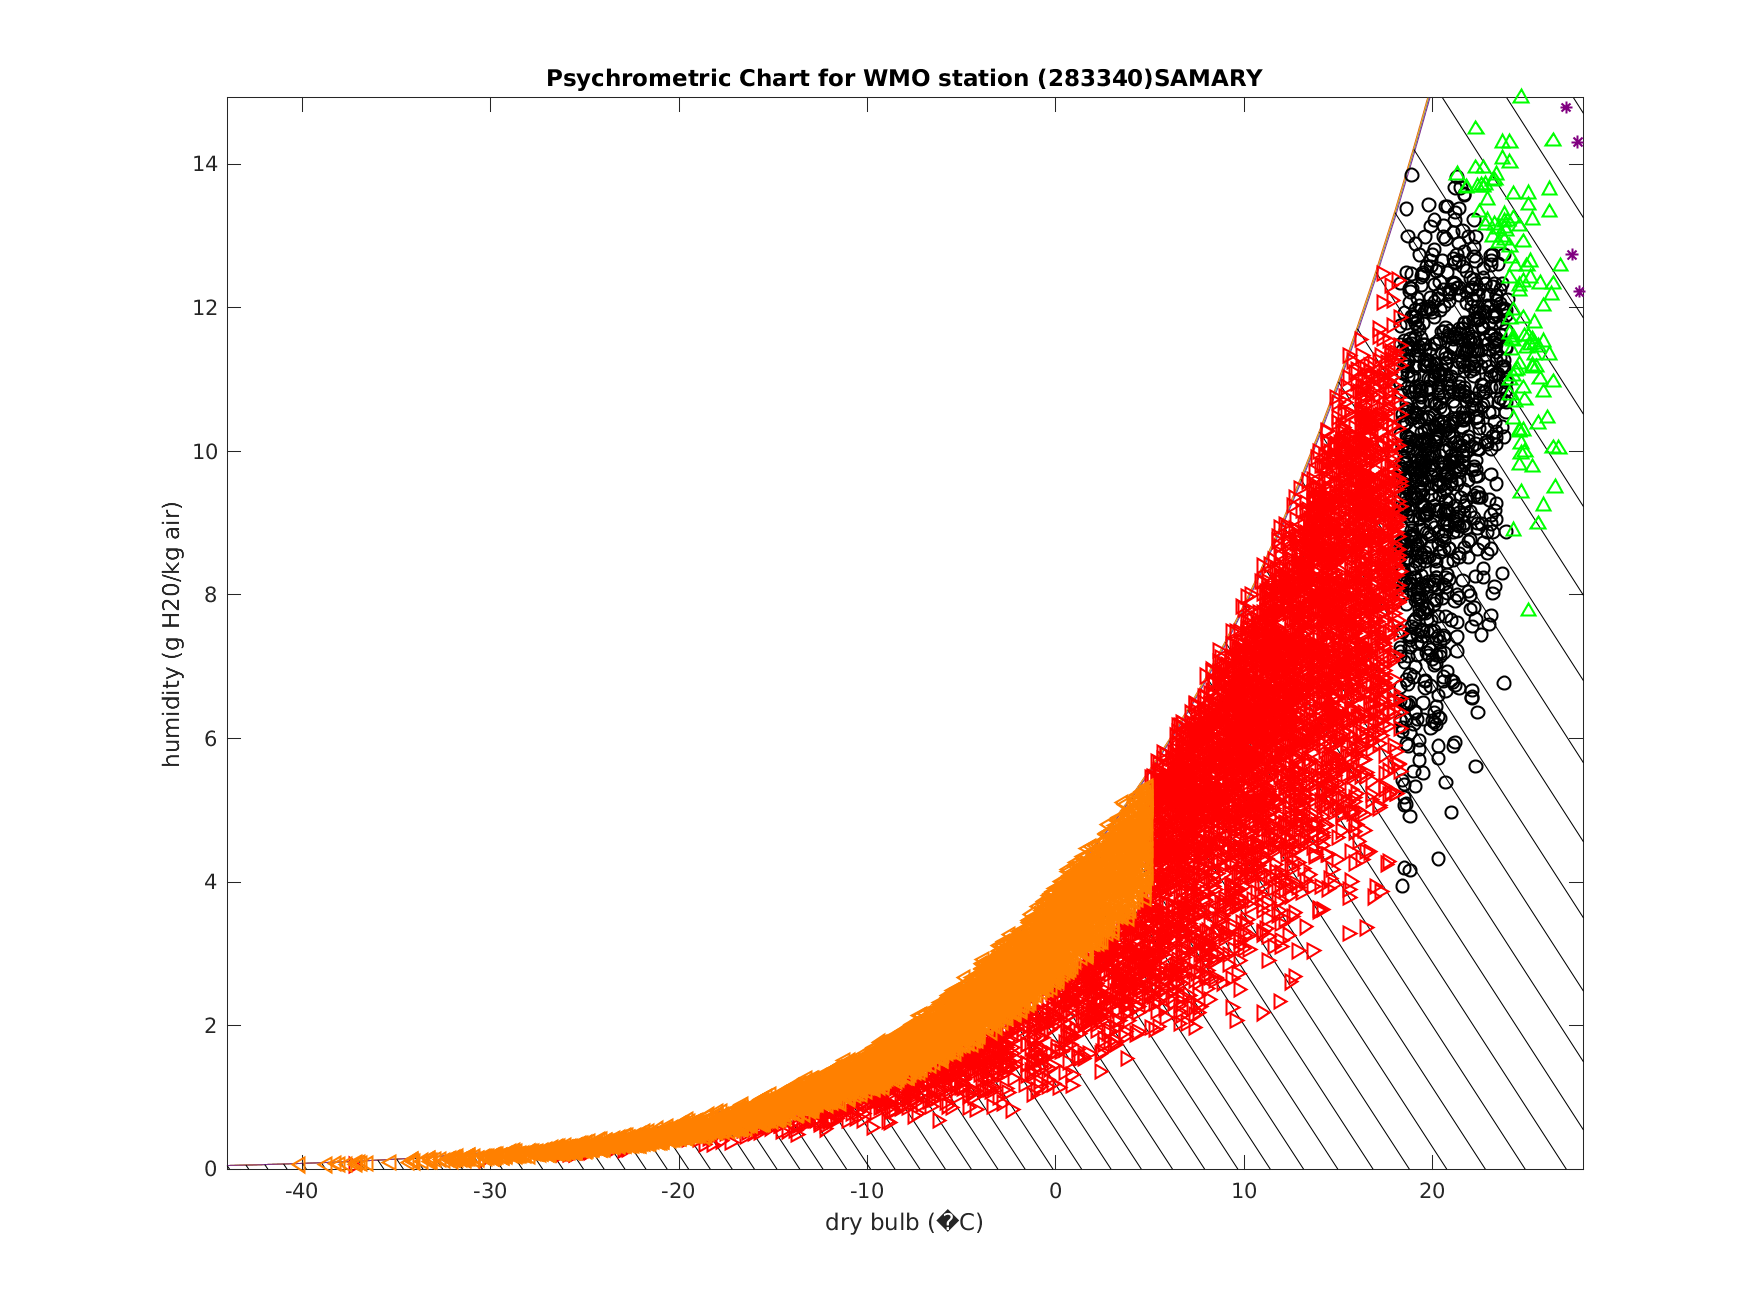 Psychrometric Chart for WMO station (283340)SAMARY
humidity (g H20/kg air)
14
12
10
8
6
4
2
0
-40 -30 -20 -10 0 10 20
dry bulb (�C)